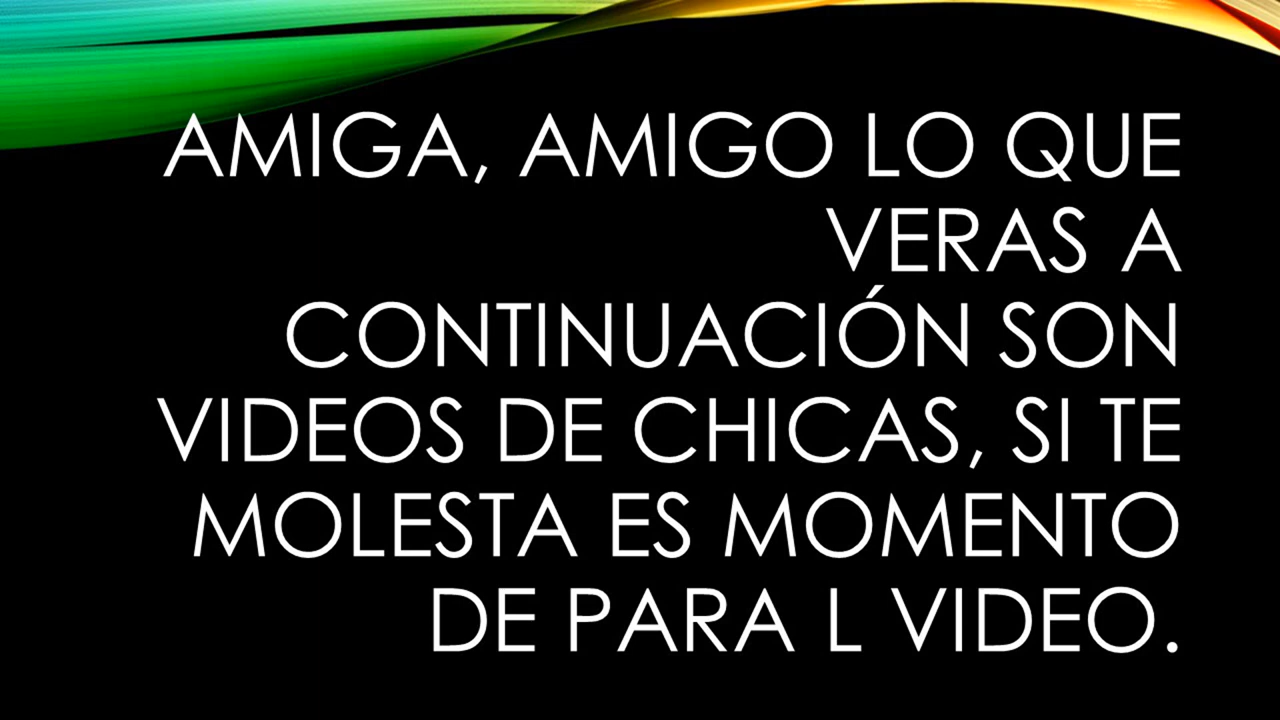 AMIGA, AMIGO LO QUE
VERAS A
CONTINUACIÓN SON
VIDEOS DE CHICAS, SI TE
MOLESTA ES MOMENTO
DE PARA L VIDEO.